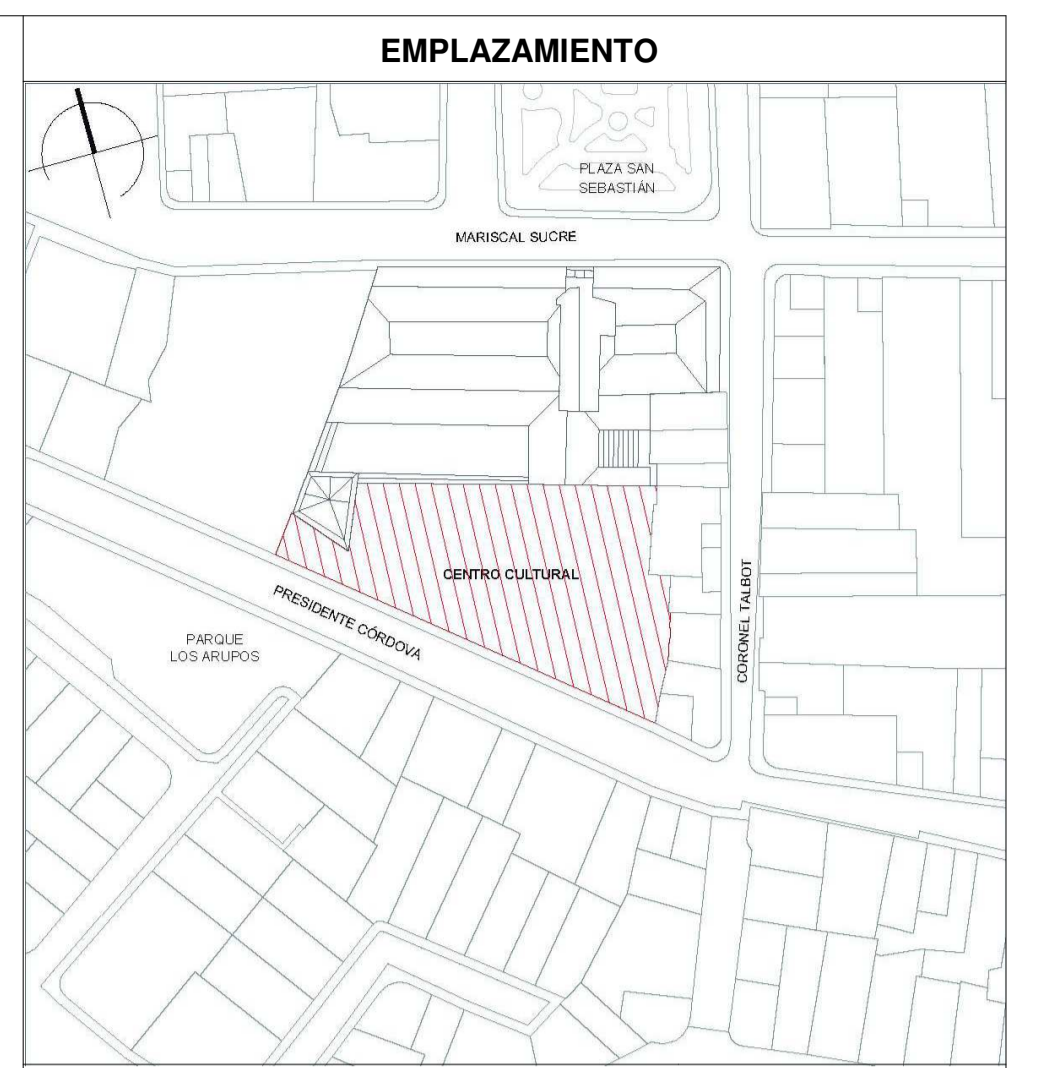 EMPLAZAMIENTO
PLAZA SAN
SEBASTIÁN
MARISCAL SUCRE
CENTRO CULTURAL
CORONEL TALBOT
PRESIDENTE CÓRDOVA
PARQUE
LOS ARUPOS